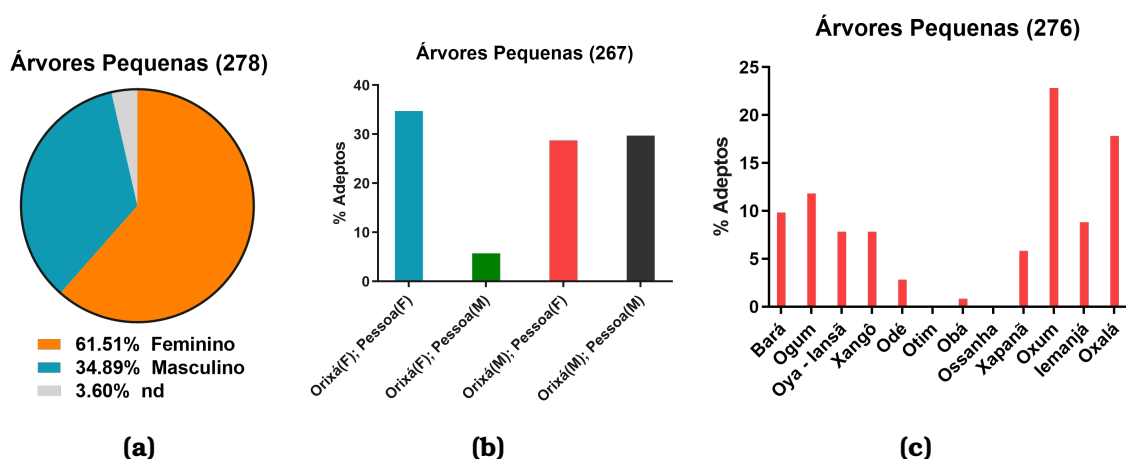 Árvores Pequenas (278)
61.51% Feminino
34.89% Masculino
3.60% nd
(a)
Árvores Pequenas (267)
% Adeptos
40
30
20
10
0
Orixá(F); Pessoa(F)
Orixá(F); Pessoa(M)
Orixá(M); Pessoa(F)
Orixá(M); Pessoa(M)
(b)
Árvores Pequenas (276)
% Adeptos
25
20
15
10
5
0
Bará
Ogum
Oya - Iansã
Xangô
Odé
Otim
Obá
Ossanha
Xapanã
Oxum
Iemanjá
Oxalá
(c)